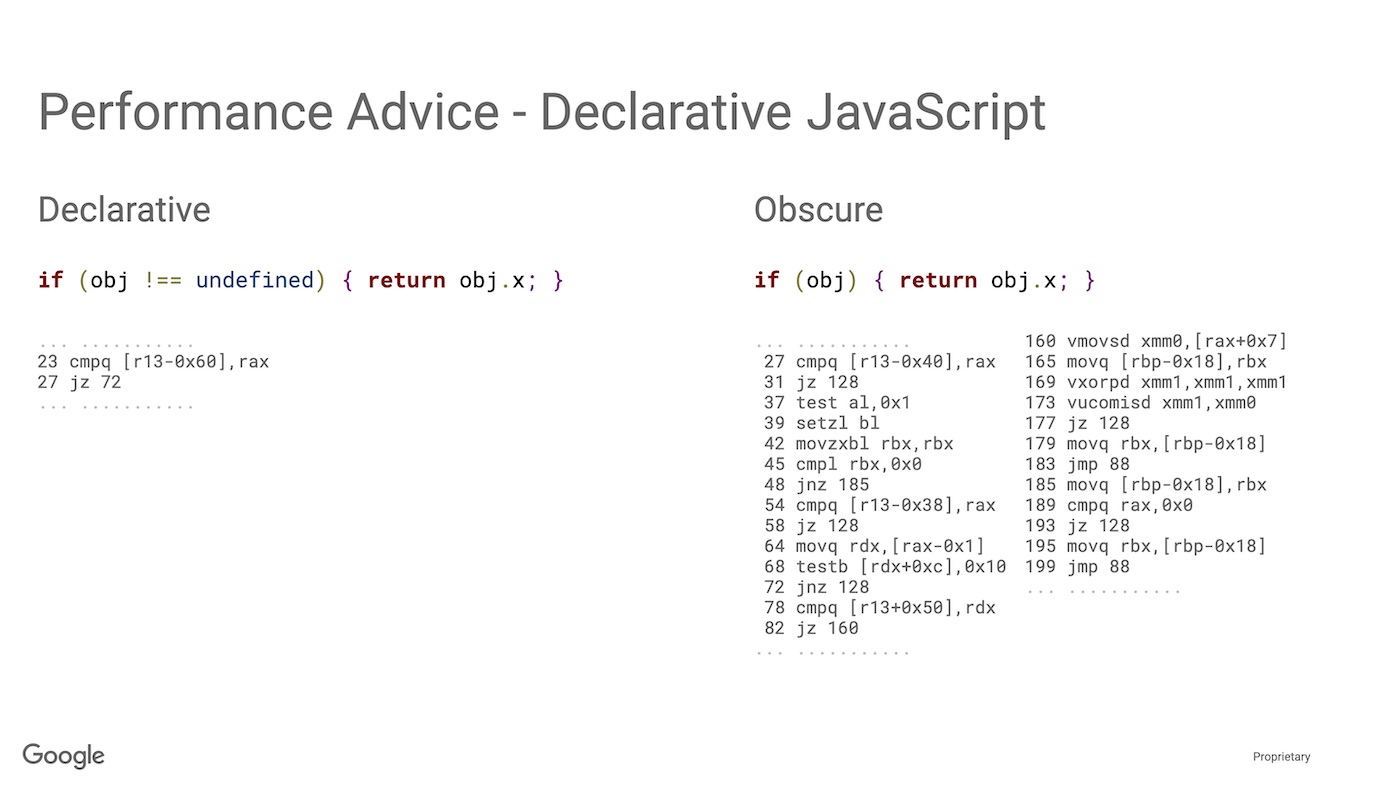 Performance Advice - Declarative JavaScript
Declarative
if (obj !== undefined) { return obj.x; }
... ...........
23 cmpq [r13-0x60],rax
27 jz 72
... ...........
Obscure
if (obj) { return obj.x; }
... ...........
27 cmpq [r13-0x40],rax
31 jz 128
37 test al,0x1
39 setzl bl
42 movzxbl rbx,rbx
45 cmpl rbx,0x0
48 jnz 185
54 cmpq [r13-0x38],rax
58 jz 128
64 movq rdx,[rax-0x1]
68 testb [rdx+0xc],0x10
72 jnz 128
78 cmpq [r13+0x50],rdx
82 jz 160
... ...........
160 vmovsd xmm0,[rax+0x7]
165 movq [rbp-0x18],rbx
169 vxorpd xmm1,xmm1,xmm1
173 vucomisd xmm1,xmm0
177 jz 128
179 movq rbx,[rbp-0x18]
183 jmp 88
185 movq [rbp-0x18],rbx
189 cmpq rax,0x0
193 jz 128
195 movq rbx,[rbp-0x18]
199 jmp 88
... ...........
Google
Proprietary